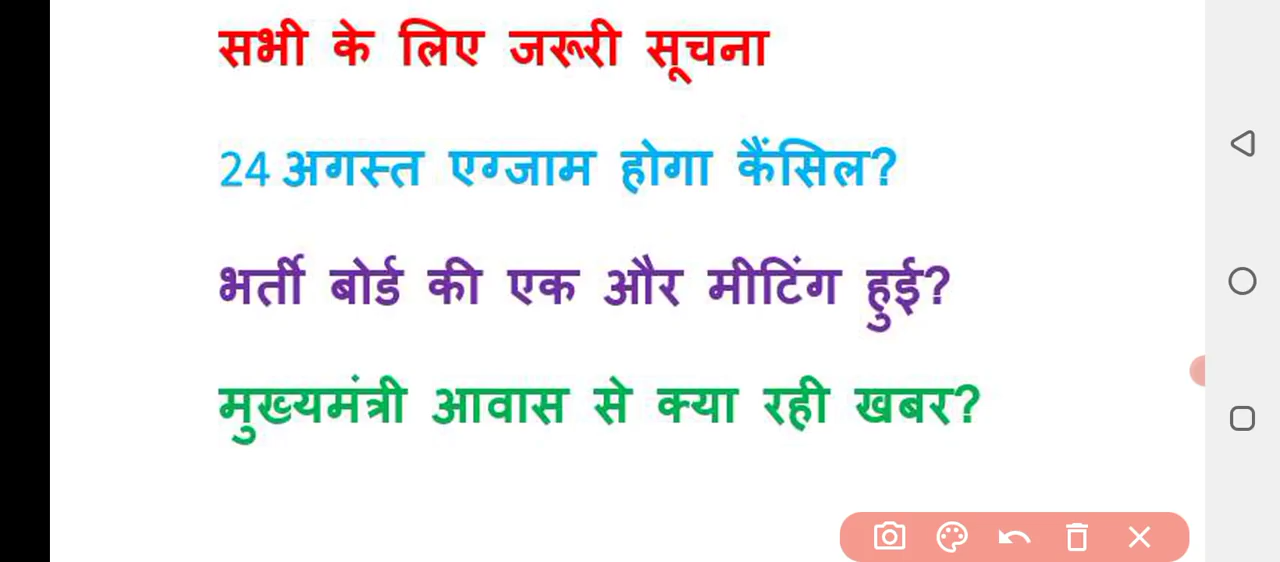 सभी के लिए जरूरी सूचना
24 अगस्त एग्जाम होगा कैंसिल?
भर्ती बोर्ड की एक और मीटिंग हुई?
मुख्यमंत्री आवास से क्या रही खबर?